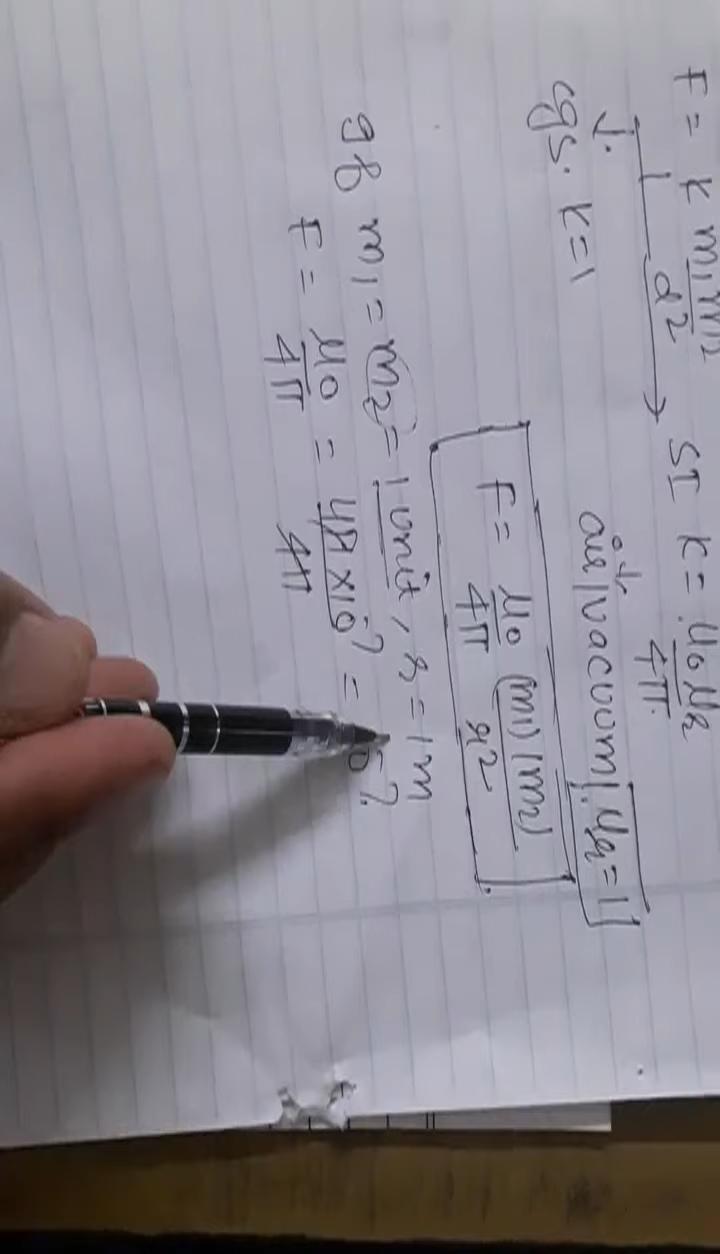 F = K m1m2 / d²
SI K = μ0μr / 4π
cgs. K=1
air/vacuum μr=1
F = μ0/4π (m1)(m2) / r²
If m1 = m2 = 1 unit, r = 1m
F = μ0/4π = 4π×10⁻⁷ / 4π = 10⁻⁷